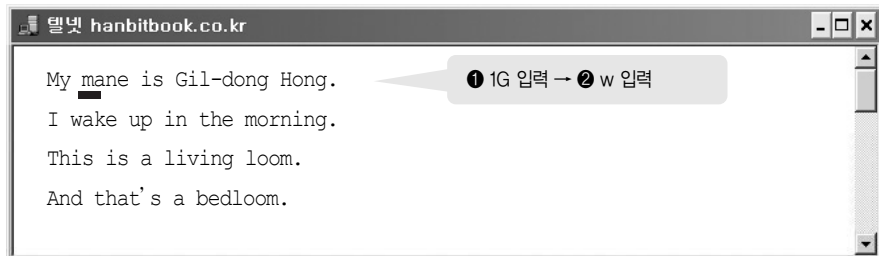 텔넷 hanbitbook.co.kr
My mane is Gil-dong Hong.
❶ 1G 입력 → ❷ w 입력
I wake up in the morning.
This is a living loom.
And that's a bedloom.